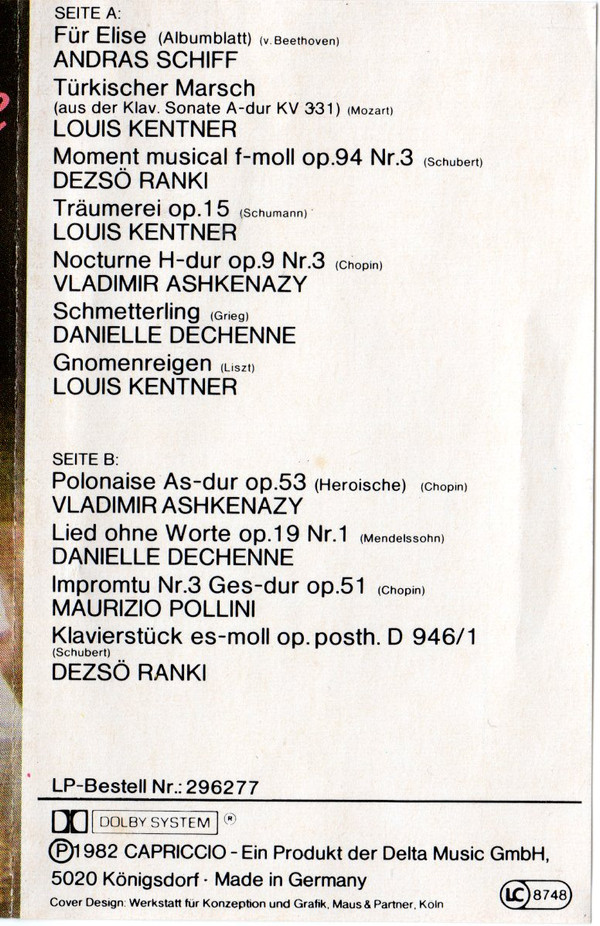 SEITE A:
Für Elise (Albumblatt) (v. Beethoven)
ANDRAS SCHIFF
Türkischer Marsch
(aus der Klav. Sonate A-dur KV 331) (Mozart)
LOUIS KENTNER
Moment musical f-moll op.94 Nr.3 (Schubert)
DEZSÖ RANKI
Träumerei op.15 (Schumann)
LOUIS KENTNER
Nocturne H-dur op.9 Nr.3 (Chopin)
VLADIMIR ASHKENAZY
Schmetterling (Grieg)
DANIELLE DECHENNE
Gnomenreigen (Liszt)
LOUIS KENTNER
SEITE B:
Polonaise As-dur op.53 (Heroische) (Chopin)
VLADIMIR ASHKENAZY
Lied ohne Worte op.19 Nr.1 (Mendelssohn)
DANIELLE DECHENNE
Impromtu Nr.3 Ges-dur op.51 (Chopin)
MAURIZIO POLLINI
Klavierstück es-moll op. posth. D 946/1
(Schubert)
DEZSÖ RANKI
LP-Bestell Nr.: 296277
DOLBY SYSTEM ®
℗1982 CAPRICCIO - Ein Produkt der Delta Music GmbH,
5020 Königsdorf · Made in Germany
LC 8748
Cover Design: Werkstatt für Konzeption und Grafik, Maus & Partner, Köln